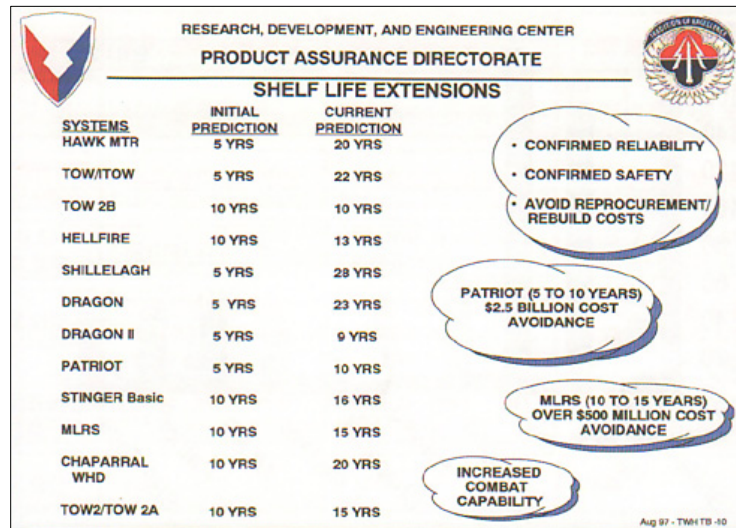 TRADITION OF EXCELLENCE
RESEARCH, DEVELOPMENT, AND ENGINEERING CENTER
PRODUCT ASSURANCE DIRECTORATE
SHELF LIFE EXTENSIONS
SYSTEMS INITIAL PREDICTION CURRENT PREDICTION
HAWK MTR 5 YRS 20 YRS
TOW/ITOW 5 YRS 22 YRS
TOW 2B 10 YRS 10 YRS
HELLFIRE 10 YRS 13 YRS
SHILLELAGH 5 YRS 28 YRS
DRAGON 5 YRS 23 YRS
DRAGON II 5 YRS 9 YRS
PATRIOT 5 YRS 10 YRS
STINGER Basic 10 YRS 16 YRS
MLRS 10 YRS 15 YRS
CHAPARRAL
WHD 10 YRS 20 YRS
TOW2/TOW 2A 10 YRS 15 YRS
• CONFIRMED RELIABILITY
• CONFIRMED SAFETY
• AVOID REPROCUREMENT/
REBUILD COSTS
PATRIOT (5 TO 10 YEARS)
$2.5 BILLION COST
AVOIDANCE
MLRS (10 TO 15 YEARS)
OVER $500 MILLION COST
AVOIDANCE
INCREASED
COMBAT
CAPABILITY
Aug 97 - TWH TB -10